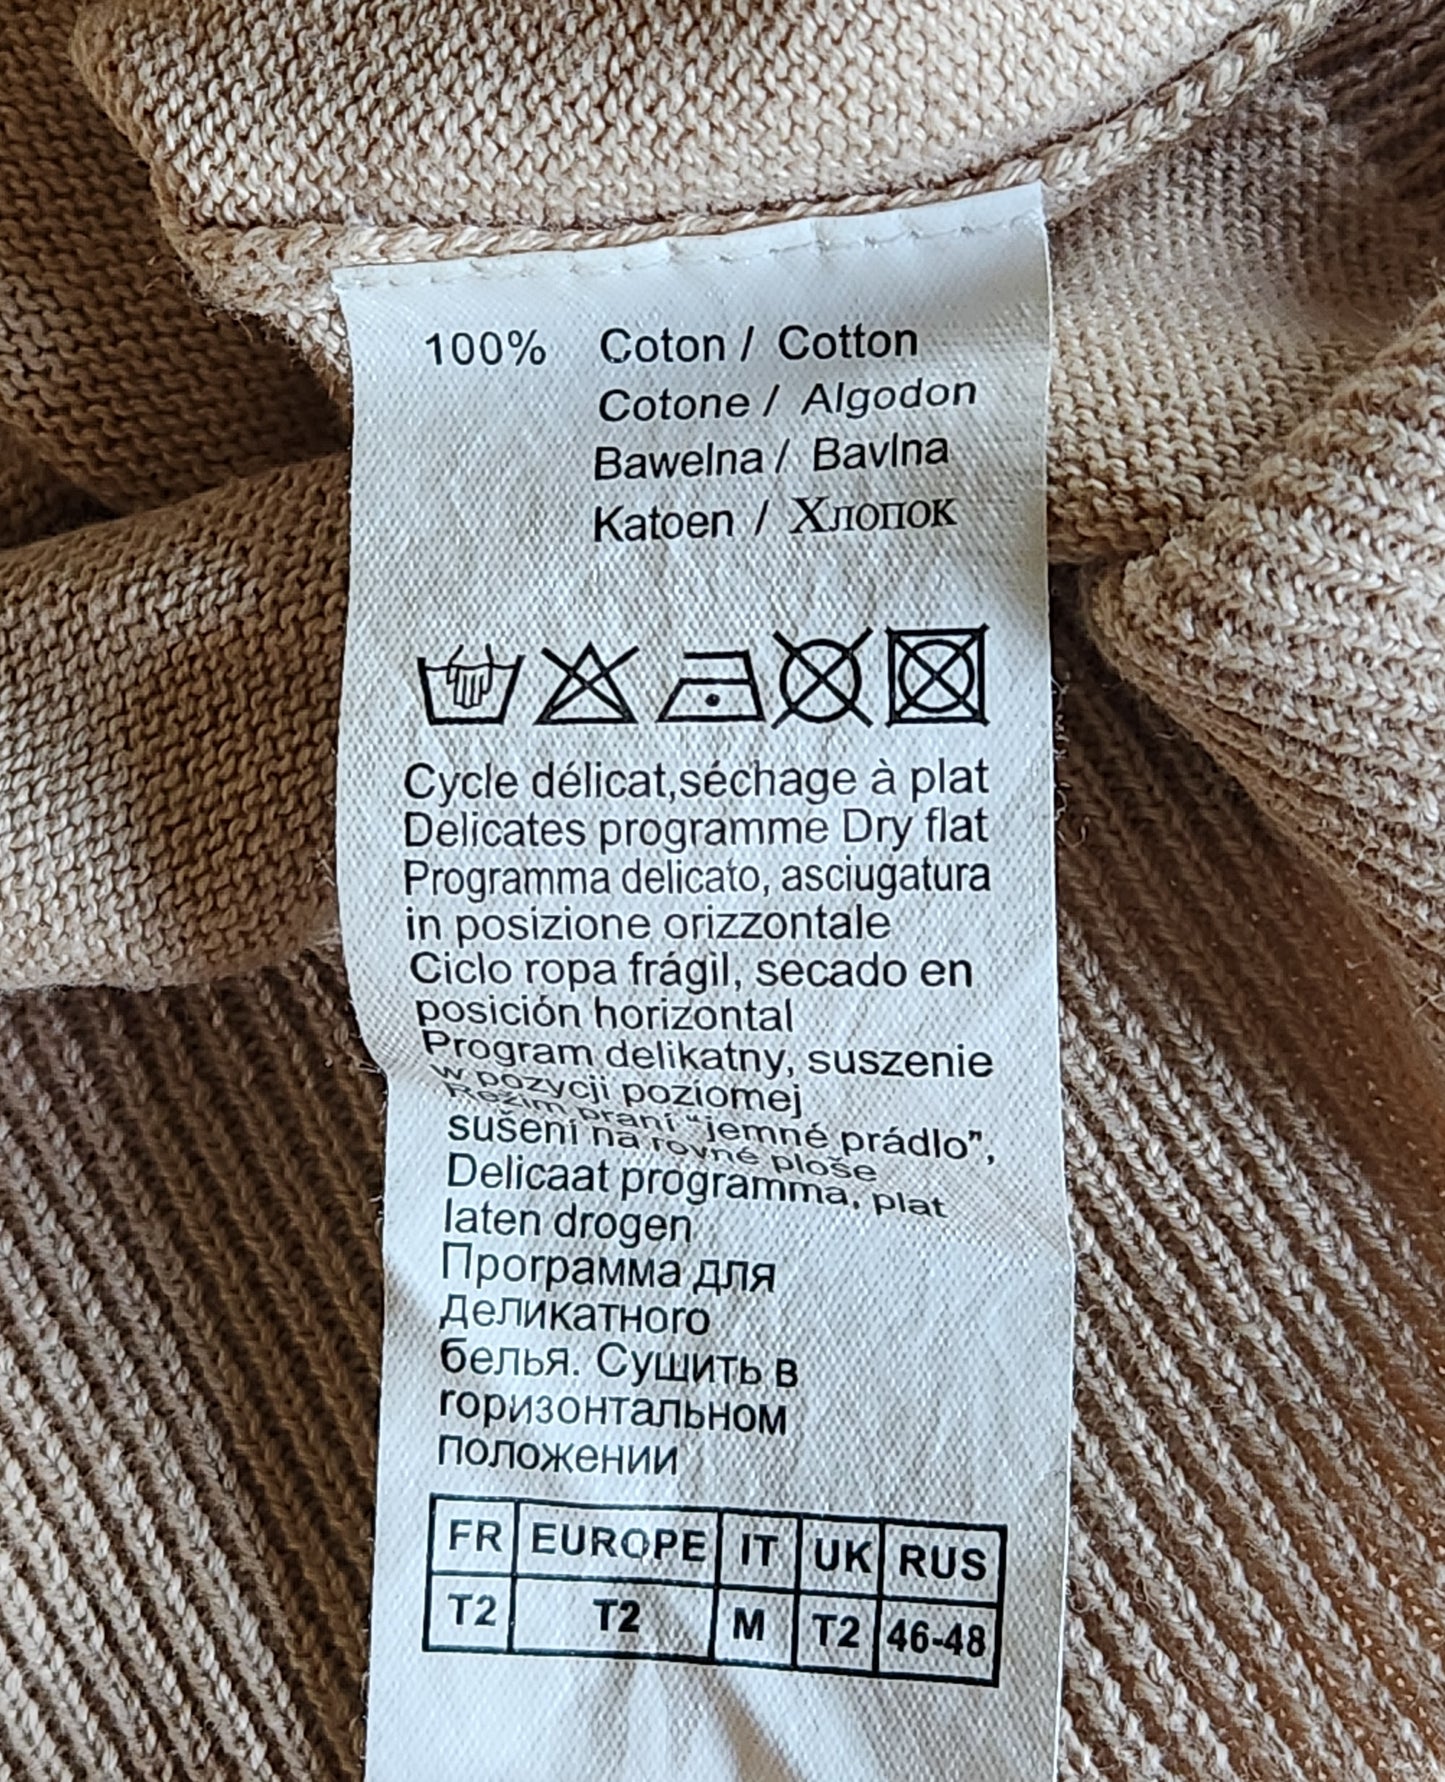 100% Coton / Cotton
Cotone / Algodon
Bawełna / Bavlna
Katoen / Хлопок
Cycle délicat,séchage à plat
Delicates programme Dry flat
Programma delicato, asciugatura
in posizione orizzontale
Ciclo ropa frágil, secado en
posición horizontal
Program delikatny, suszenie
w pozycji poziomej
Režim praní “jemné prádlo”,
sušení na rovné ploše
Delicaat programma, plat
laten drogen
Программа для
деликатного
белья. Сушить в
горизонтальном
положении
FR EUROPE IT UK RUS
T2 T2 M T2 46-48